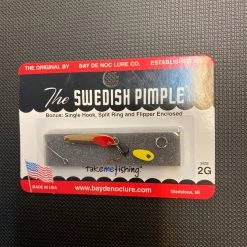 THE ORIGINAL BY BAY DE NOC LURE CO. ESTABLISHED
The SWEDISH PIMPLE
Bonus: Single Hook, Split Ring and Flipper Enclosed
takemefishing
SIZE
2G
MADE IN USA
www.baydenoclure.com
Gladstone, MI